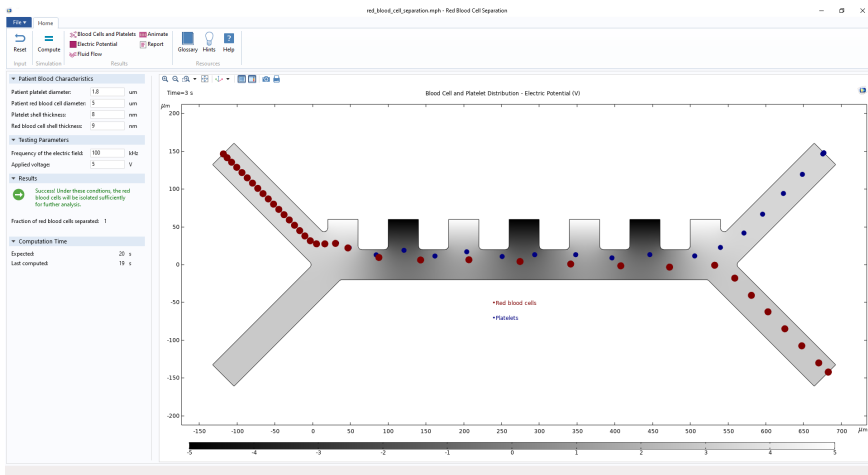 red_blood_cell_separation.mph - Red Blood Cell Separation
File
Home
Reset
Compute
Blood Cells and Platelets
Electric Potential
Fluid Flow
Animate
Report
Glossary
Hints
Help
Input
Simulation
Results
Resources
Patient Blood Characteristics
Patient platelet diameter: 1.8 um
Patient red blood cell diameter: 5 um
Platelet shell thickness: 8 nm
Red blood cell shell thickness: 9 nm
Testing Parameters
Frequency of the electric field: 100 kHz
Applied voltage: 5 V
Results
Success! Under these condtions, the red
blood cells will be isolated sufficiently
for further analysis.
Fraction of red blood cells separated: 1
Computation Time
Expected: 20 s
Last computed: 19 s
Time=3 s
Blood Cell and Platelet Distribution - Electric Potential (V)
µm
200
150
100
50
0
-50
-100
-150
-200
Red blood cells
Platelets
-150 -100 -50 0 50 100 150 200 250 300 350 400 450 500 550 600 650 700 µm
-5 -4 -3 -2 -1 0 1 2 3 4 5